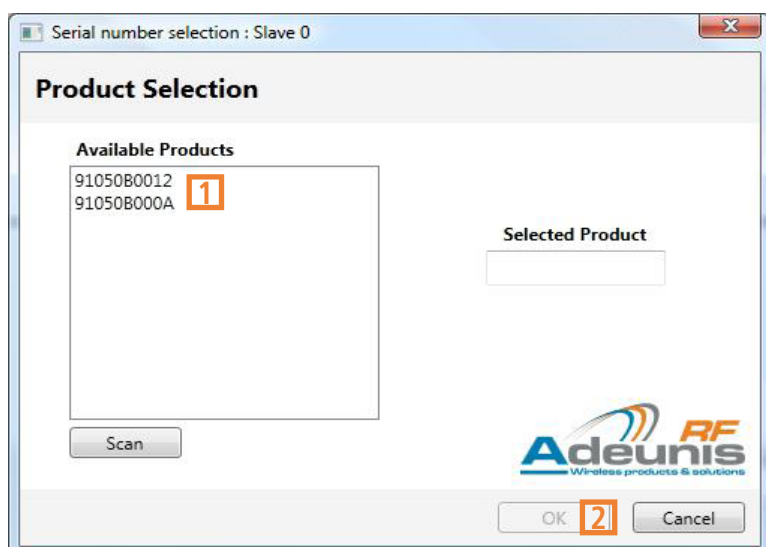 Serial number selection : Slave 0
Product Selection
Available Products
91050B0012
91050B000A
1
Selected Product
Scan
Adeunis RF
Wireless products & solutions
OK
2
Cancel